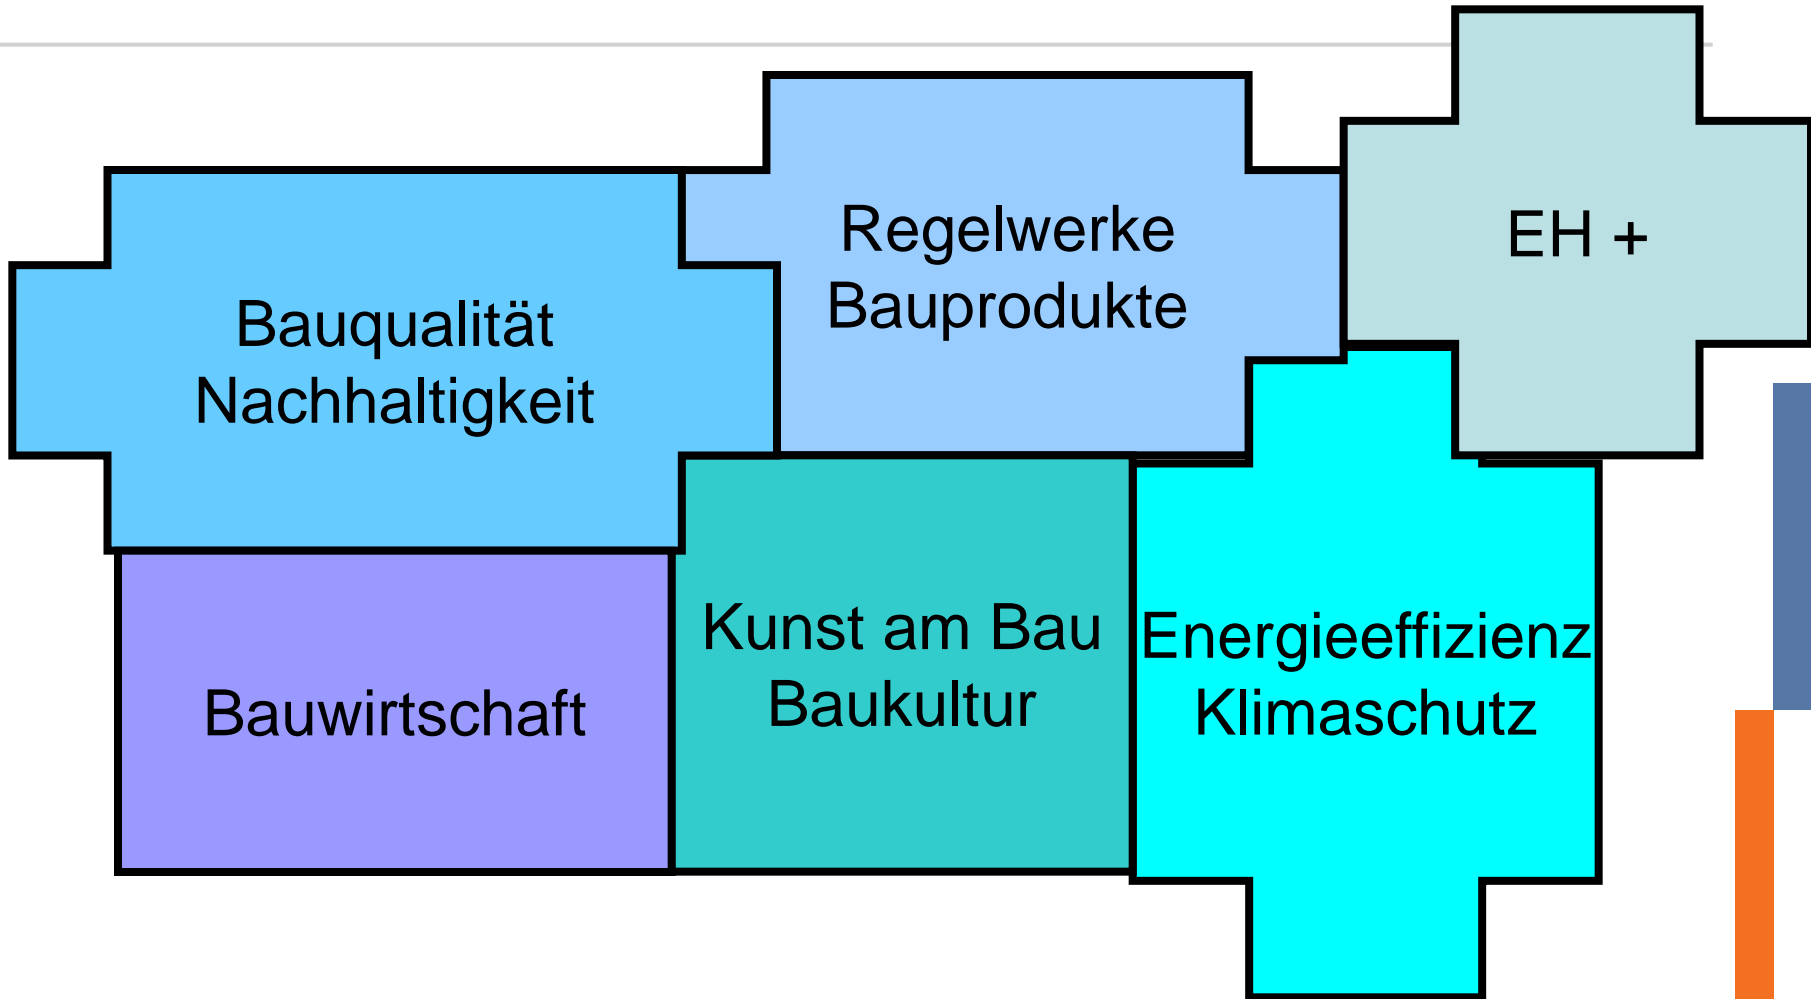 Regelwerke
Bauprodukte
EH +
Bauqualität
Nachhaltigkeit
Kunst am Bau
Baukultur
Energieeffizienz
Klimaschutz
Bauwirtschaft